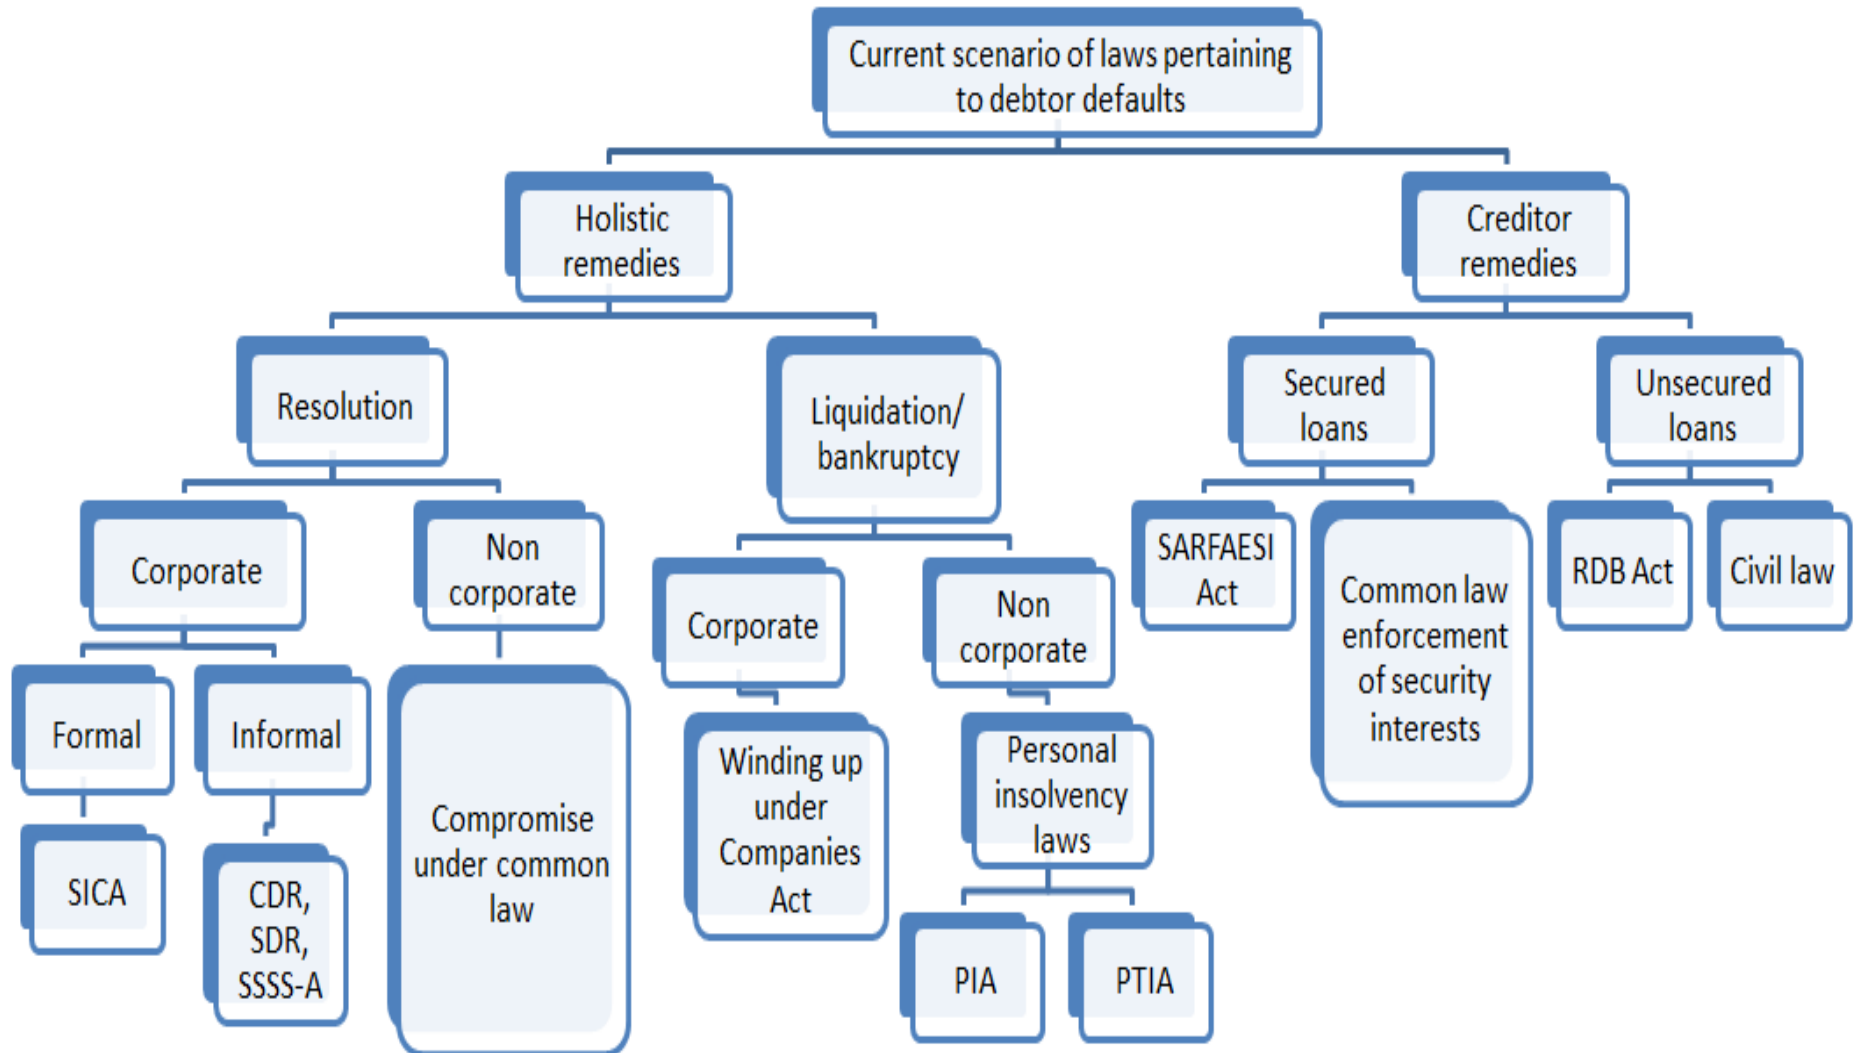 Current scenario of laws pertaining
to debtor defaults
Holistic
remedies
Creditor
remedies
Resolution
Liquidation/
bankruptcy
Secured
loans
Unsecured
loans
Corporate
Non
corporate
Corporate
Non
corporate
SARFAESI
Act
Common law
enforcement
of security
interests
RDB Act
Civil law
Formal
Informal
Compromise
under common
law
Winding up
under
Companies
Act
Personal
insolvency
laws
SICA
CDR,
SDR,
SSSS-A
PIA
PTIA